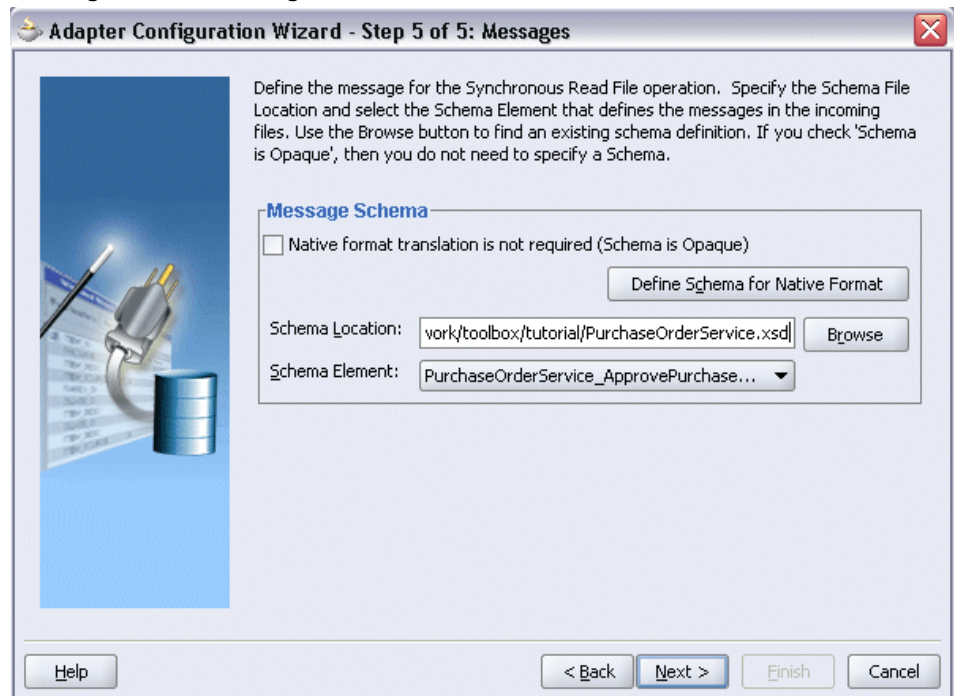 Adapter Configuration Wizard - Step 5 of 5: Messages
Define the message for the Synchronous Read File operation. Specify the Schema File
Location and select the Schema Element that defines the messages in the incoming
files. Use the Browse button to find an existing schema definition. If you check 'Schema
is Opaque', then you do not need to specify a Schema.
Message Schema
Native format translation is not required (Schema is Opaque)
Define Schema for Native Format
Schema Location: vork/toolbox/tutorial/PurchaseOrderService.xsd Browse
Schema Element: PurchaseOrderService_ApprovePurchase...
Help < Back Next > Finish Cancel